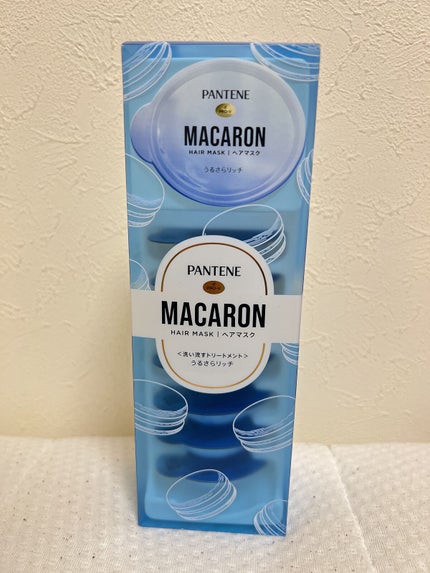 PANTENE
PRO-V
MACARON
HAIR MASK | ヘアマスク
うるさらリッチ
PANTENE
PRO-V
MACARON
HAIR MASK | ヘアマスク
<洗い流すトリートメント>
うるさらリッチ